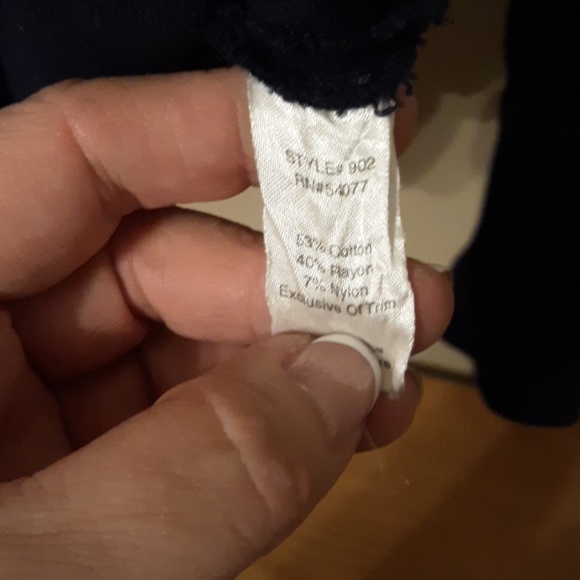 STYLE# 902
RN#54077
53% Cotton
40% Rayon
7% Nylon
Exclusive Of Trim